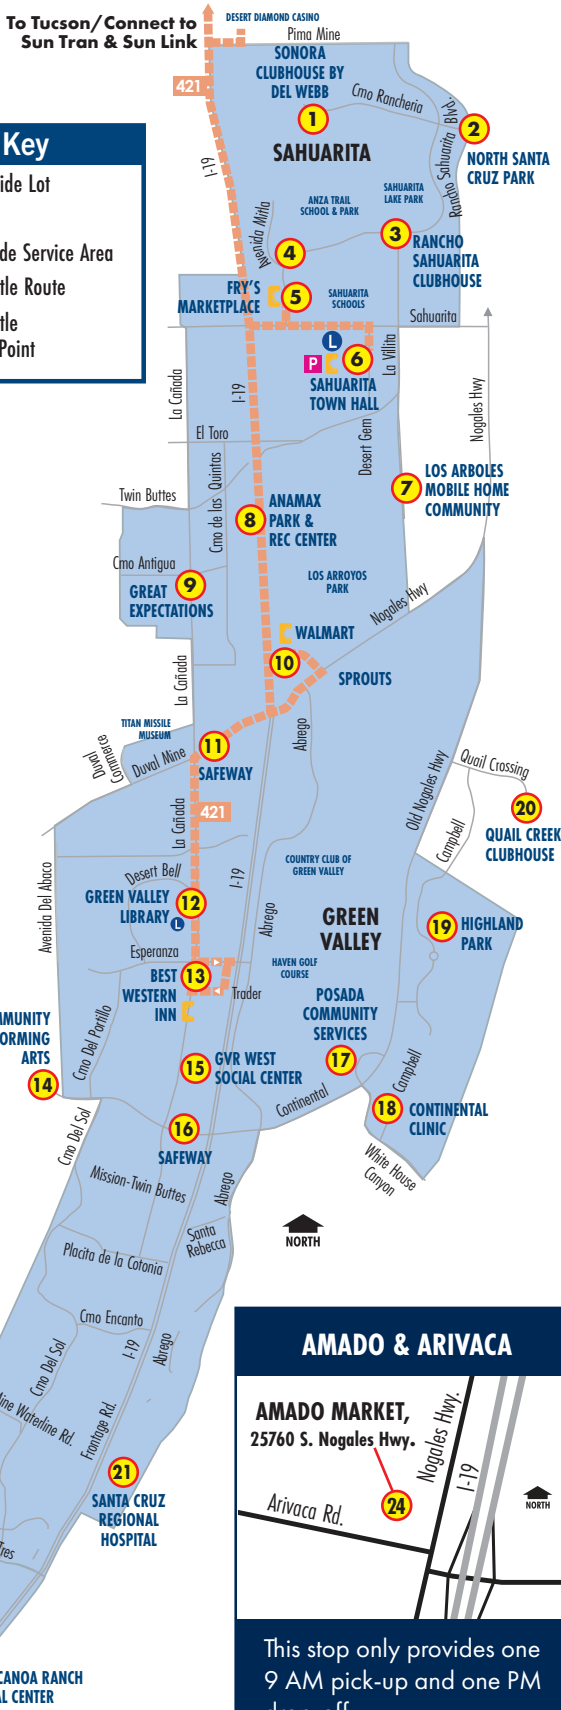 To Tucson/Connect to
Sun Tran & Sun Link
DESERT DIAMOND CASINO
Pima Mine
421
SONORA
CLUBHOUSE BY
DEL WEBB
Cmo Rancheria
1
2
NORTH SANTA
CRUZ PARK
Rancho Sahuarita Blvd.
SAHUARITA
I-19
Key
ide Lot
de Service Area
tle Route
tle
Point
ANZA TRAIL
SCHOOL & PARK
SAHUARITA
LAKE PARK
Avenida Mitla
3
RANCHO
SAHUARITA
CLUBHOUSE
4
FRY'S
MARKETPLACE
5
SAHUARITA
SCHOOLS
Sahuarita
L
P
6
SAHUARITA
TOWN HALL
La Villita
La Cañada
I-19
Nogales Hwy
El Toro
Desert Gem
Cmo de las Quintas
7
LOS ARBOLES
MOBILE HOME
COMMUNITY
Twin Buttes
8
ANAMAX
PARK &
REC CENTER
Cmo Antigua
9
GREAT
EXPECTATIONS
LOS ARROYOS
PARK
Nogales Hwy
WALMART
10
SPROUTS
La Cañada
TITAN MISSILE
MUSEUM
Duval
Commerce
Duval Mine
11
SAFEWAY
Abrego
Old Nogales Hwy
Quail Crossing
20
QUAIL CREEK
CLUBHOUSE
421
La Cañada
Campbell
I-19
COUNTRY CLUB OF
GREEN VALLEY
Avenida Del Abaco
Desert Bell
GREEN VALLEY
LIBRARY
12
L
Abrego
GREEN
VALLEY
19
HIGHLAND
PARK
Esperanza
BEST
WESTERN
INN
13
Trader
HAVEN GOLF
COURSE
POSADA
COMMUNITY
SERVICES
17
MMUNITY
ORMING
ARTS
14
Cmo Del Portillo
15
GVR WEST
SOCIAL CENTER
Continental
Campbell
18
CONTINENTAL
CLINIC
White House
Canyon
Cmo Del Sol
16
SAFEWAY
Mission-Twin Buttes
Abrego
Santa
Rebecca
NORTH
Placita de la Cotonia
Cmo Encanto
I-19
Abrego
Cmo Del Sol
ine Waterline Rd.
Frontage Rd.
21
SANTA CRUZ
REGIONAL
HOSPITAL
Tres
CANOA RANCH
AL CENTER
AMADO & ARIVACA
AMADO MARKET,
25760 S. Nogales Hwy.
Nogales Hwy.
I-19
24
NORTH
Arivaca Rd.
This stop only provides one
9 AM pick-up and one PM